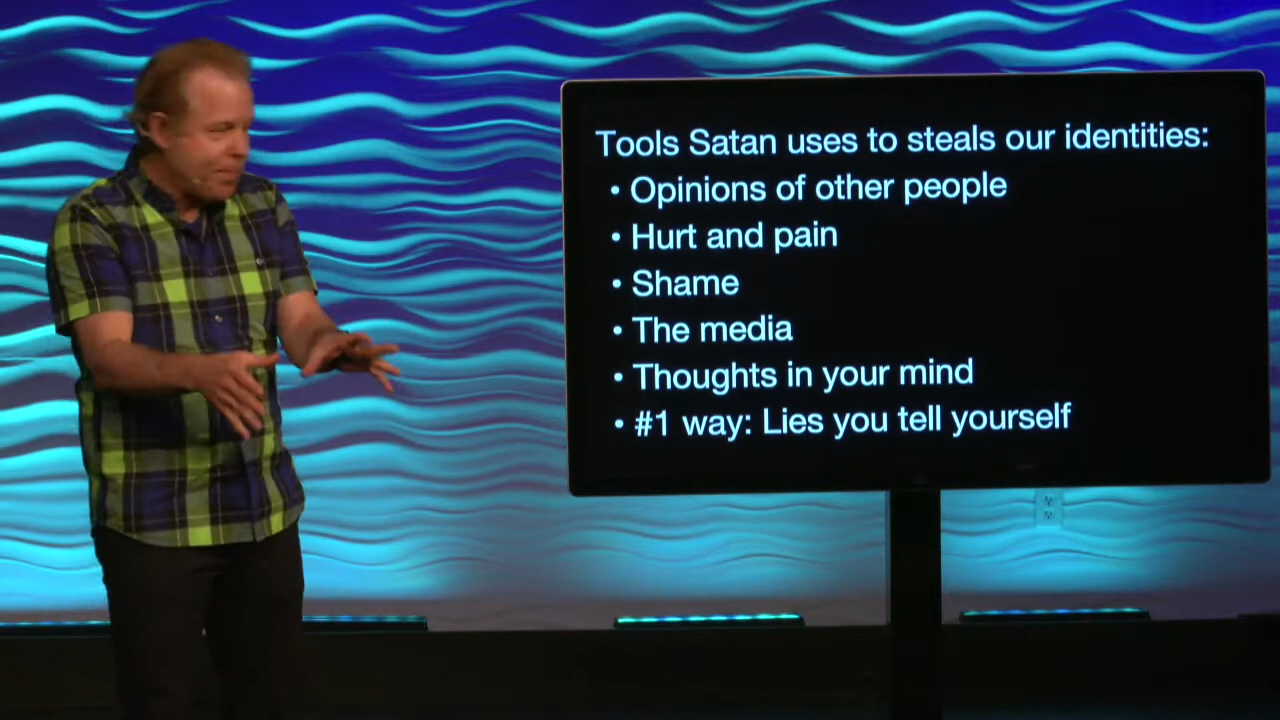 Tools Satan uses to steals our identities:
• Opinions of other people
• Hurt and pain
• Shame
• The media
• Thoughts in your mind
• #1 way: Lies you tell yourself